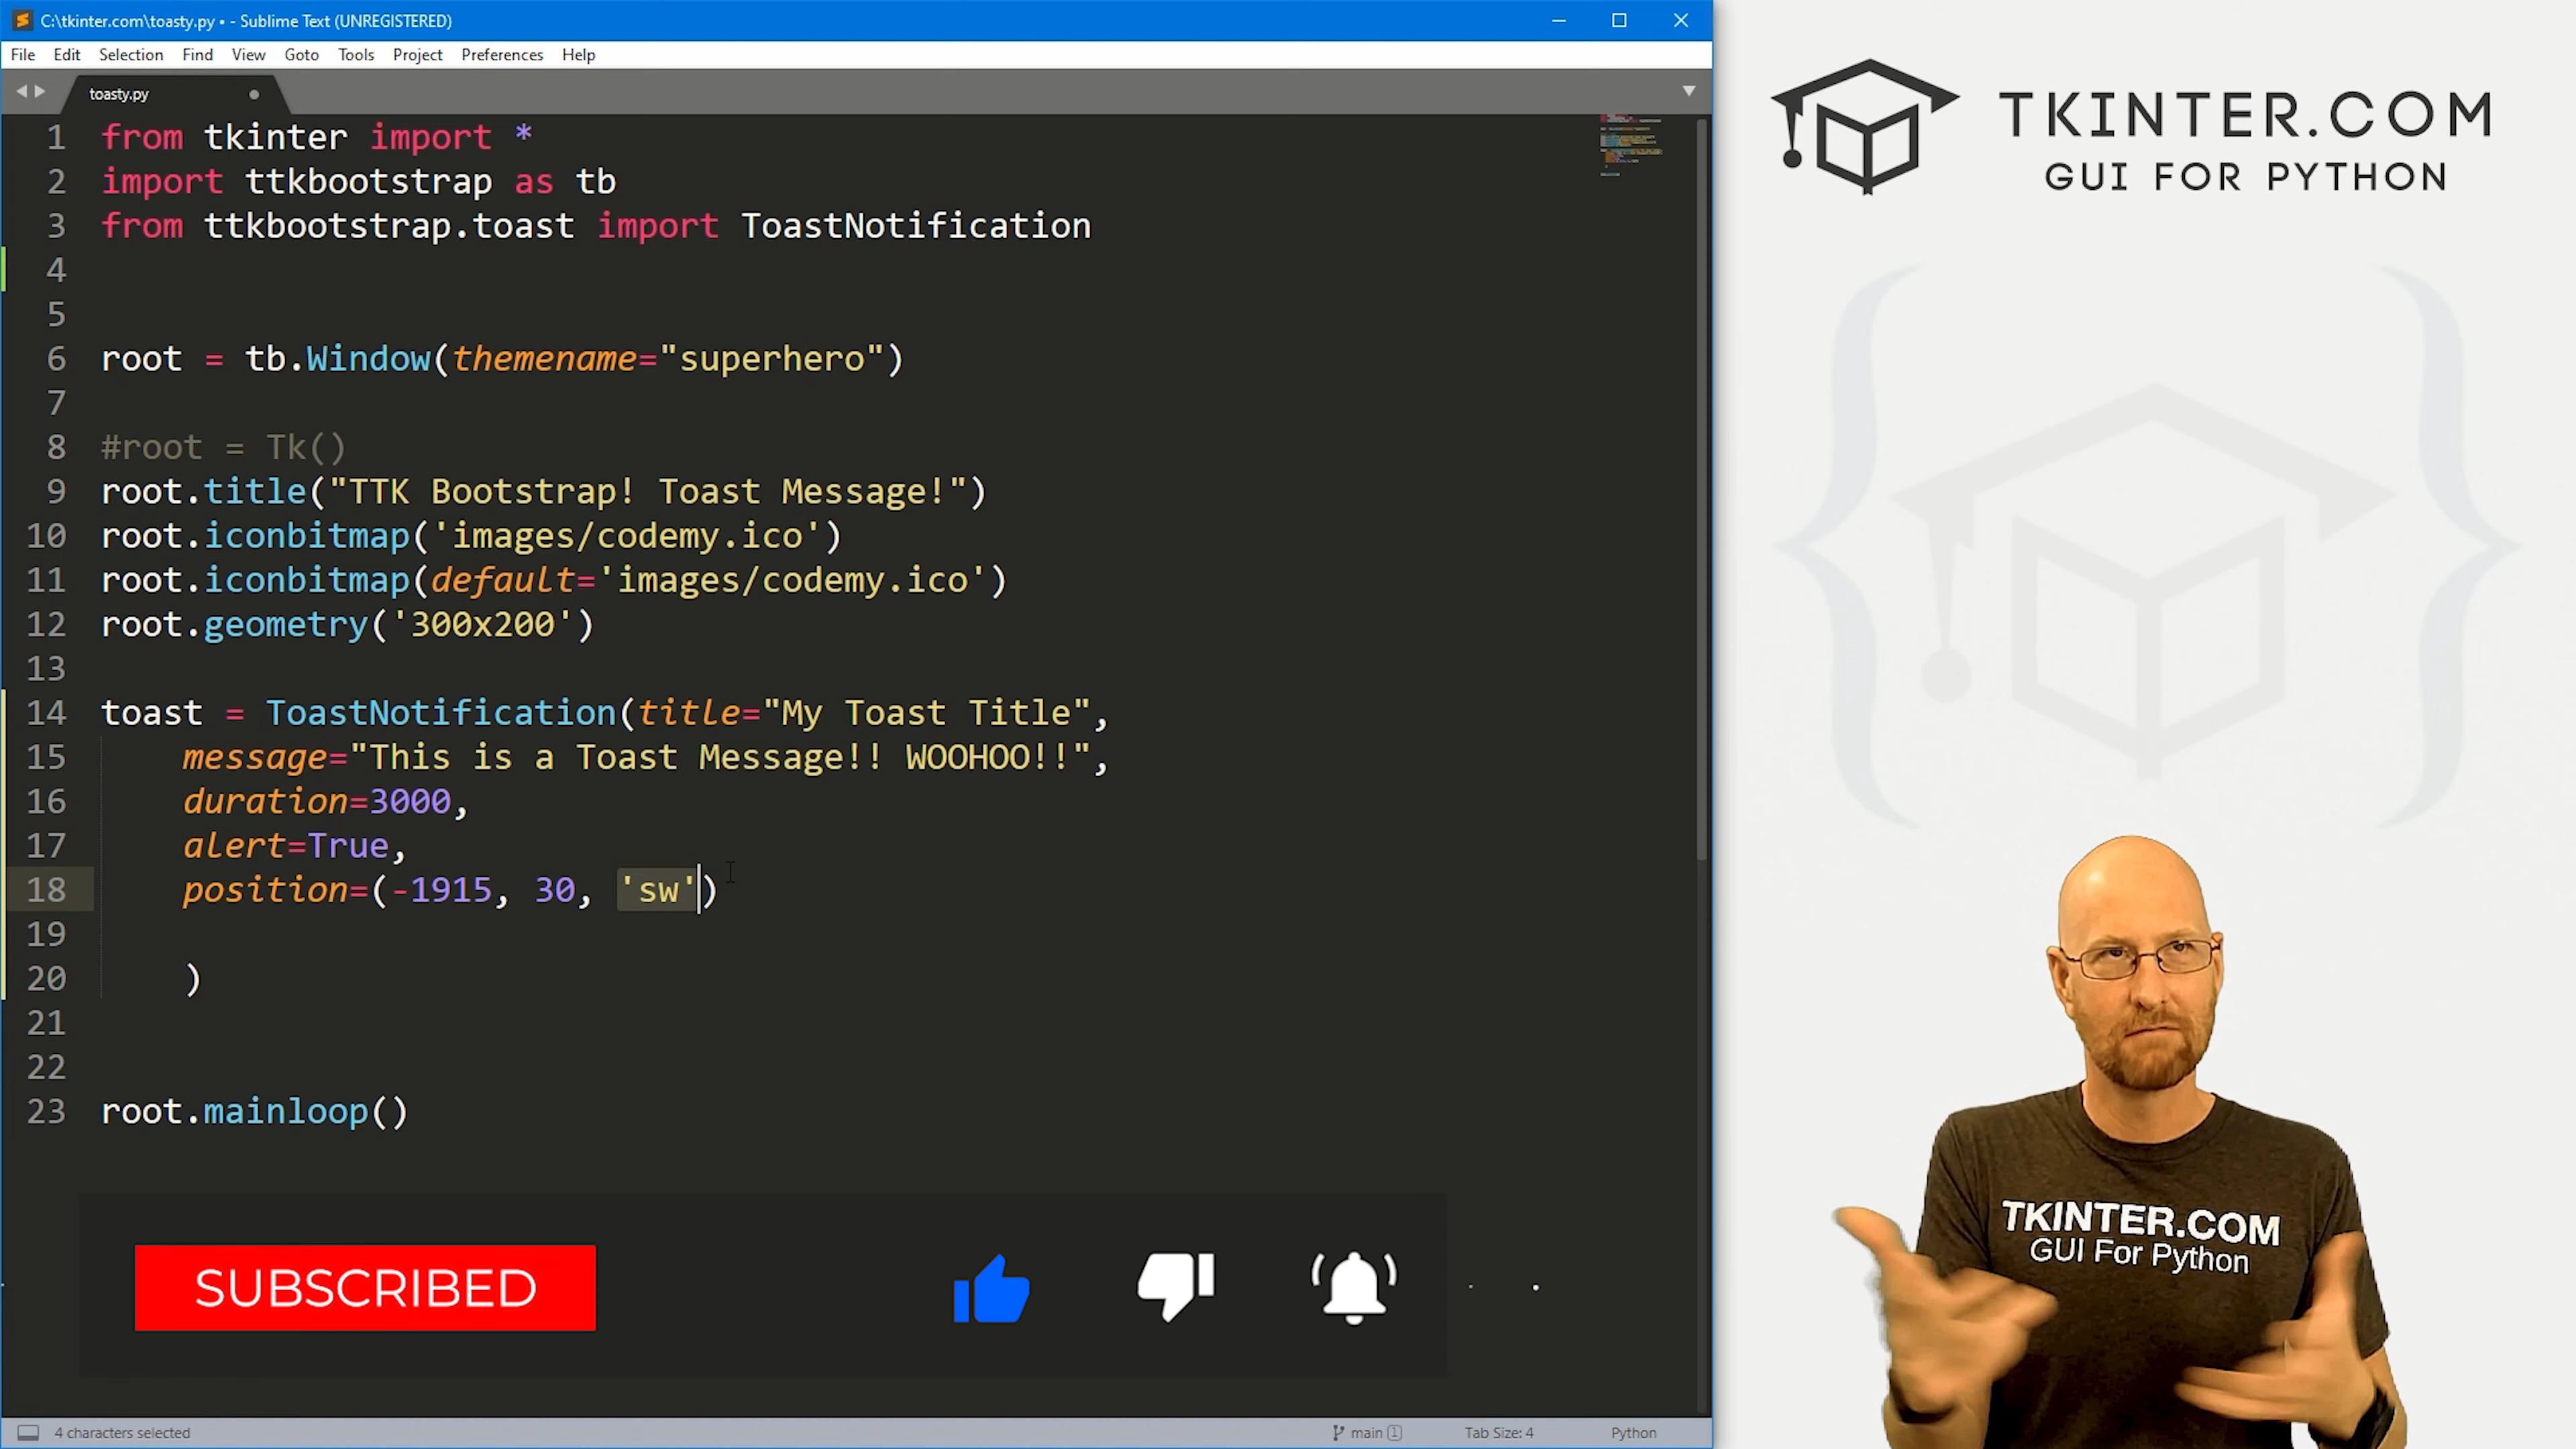 C:\tkinter.com\toasty.py • - Sublime Text (UNREGISTERED)
File Edit Selection Find View Goto Tools Project Preferences Help
toasty.py
1 from tkinter import *
2 import ttkbootstrap as tb
3 from ttkbootstrap.toast import ToastNotification
4
5
6 root = tb.Window(themename="superhero")
7
8 #root = Tk()
9 root.title("TTK Bootstrap! Toast Message!")
10 root.iconbitmap('images/codemy.ico')
11 root.iconbitmap(default='images/codemy.ico')
12 root.geometry('300x200')
13
14 toast = ToastNotification(title="My Toast Title",
15 message="This is a Toast Message!! WOOHOO!!",
16 duration=3000,
17 alert=True,
18 position=(-1915, 30, 'sw')
19
20 )
21
22
23 root.mainloop()
SUBSCRIBED
4 characters selected
main 1
Tab Size: 4
Python
TKINTER.COM
GUI FOR PYTHON
TKINTER.COM
GUI For Python